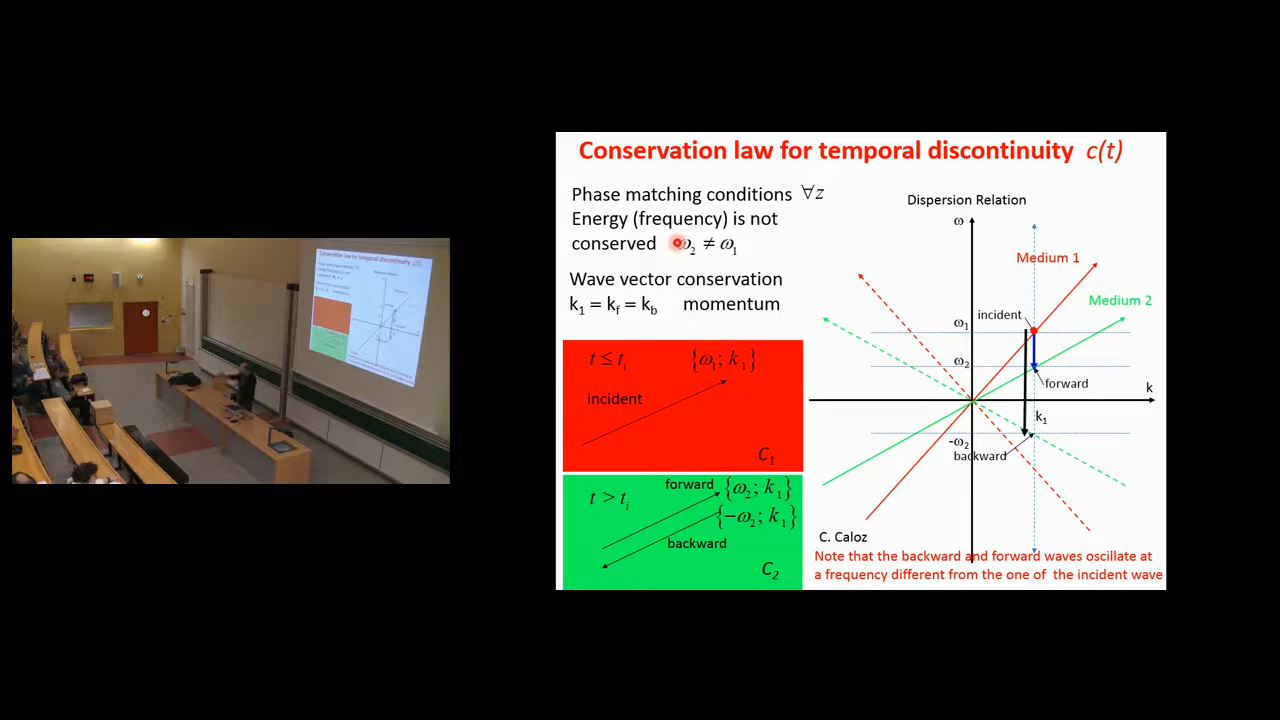 Conservation law for temporal discontinuity c(t)
Phase matching conditions ∀z
Energy (frequency) is not
conserved ω₂ ≠ ω₁
Wave vector conservation
k₁ = k_f = k_b momentum
t ≤ tᵢ {ω₁; k₁}
incident
C₁
t > tᵢ
forward {ω₂; k₁}
{−ω₂; k₁}
backward
C₂
Dispersion Relation
ω
Medium 1
Medium 2
incident
ω₁
ω₂
forward
k
k₁
-ω₂
backward
C. Caloz
Note that the backward and forward waves oscillate at
a frequency different from the one of the incident wave